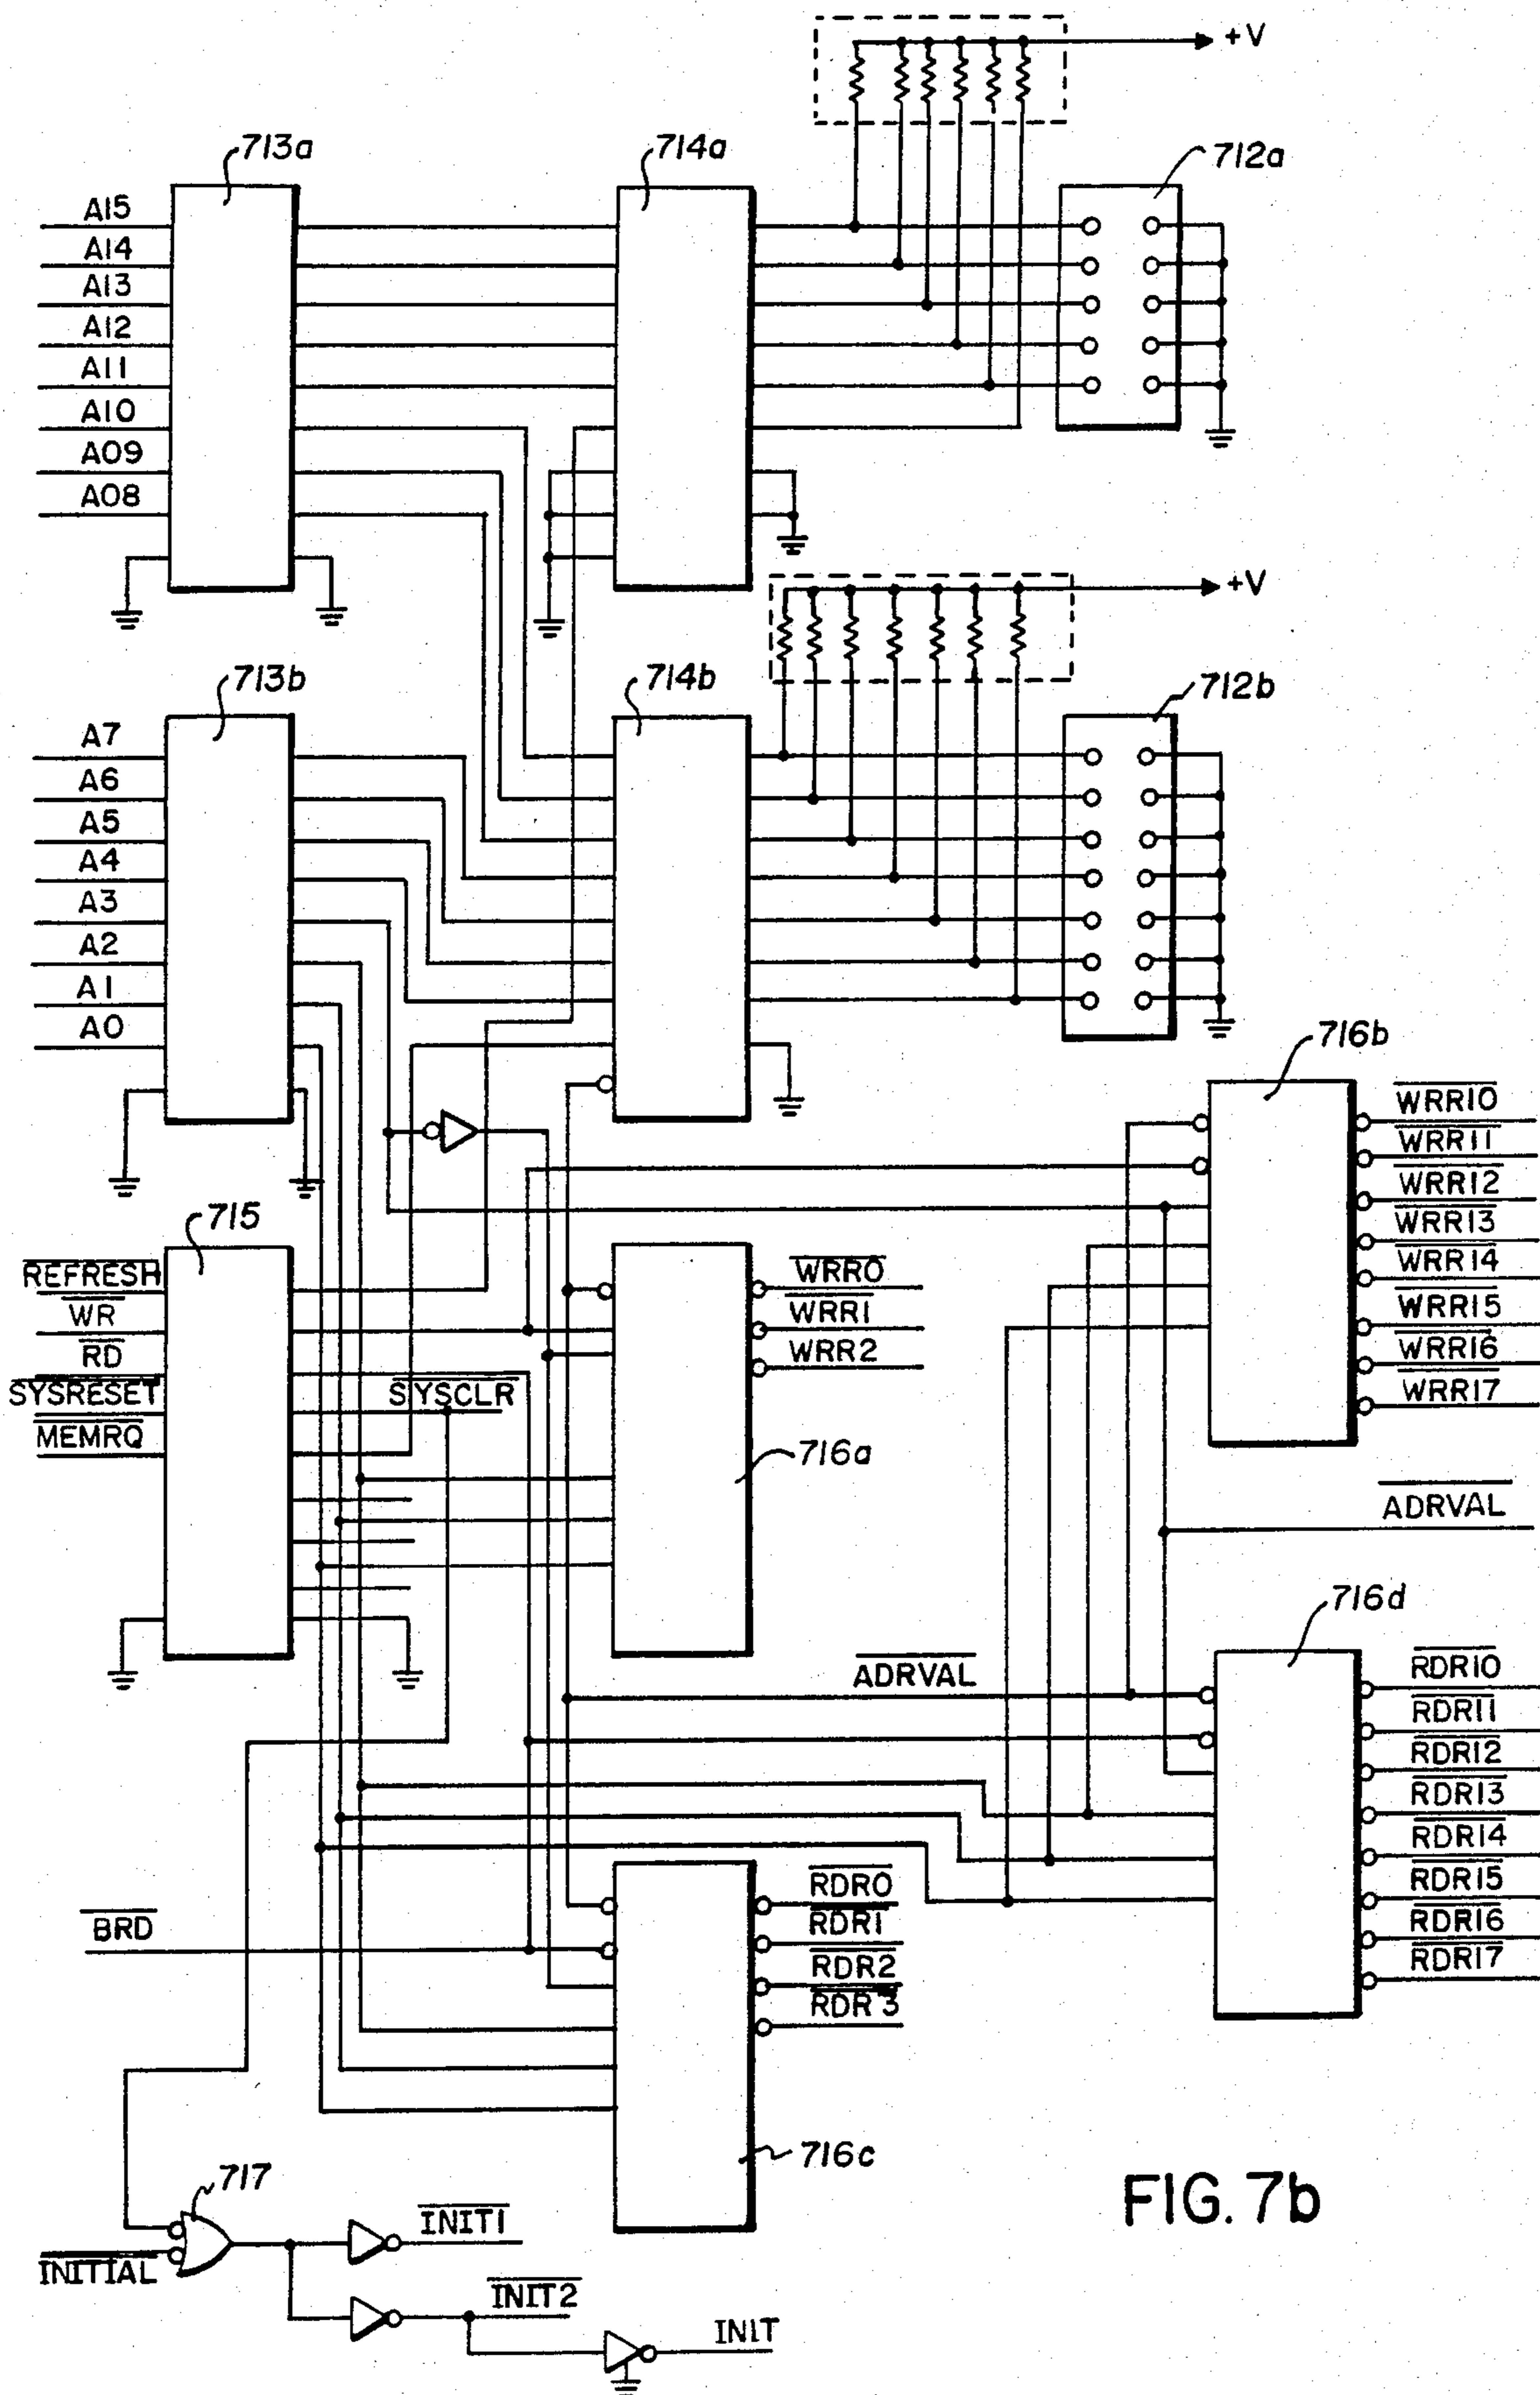 +V
713a
714a
712a
A15
A14
A13
A12
A11
A10
A09
A08
+V
713b
714b
712b
A7
A6
A5
A4
A3
A2
A1
A0
716b
WRR10
WRR11
WRR12
WRR13
WRR14
WRR15
WRR16
WRR17
715
REFRESH
WR
RD
SYSRESET
MEMRQ
SYSCLR
WRR0
WRR1
WRR2
716a
ADRVAL
716d
ADRVAL
RDR10
RDR11
RDR12
RDR13
RDR14
RDR15
RDR16
RDR17
BRD
RDR0
RDR1
RDR2
RDR3
716c
717
INITIAL
INIT1
INIT2
INIT
FIG. 7b